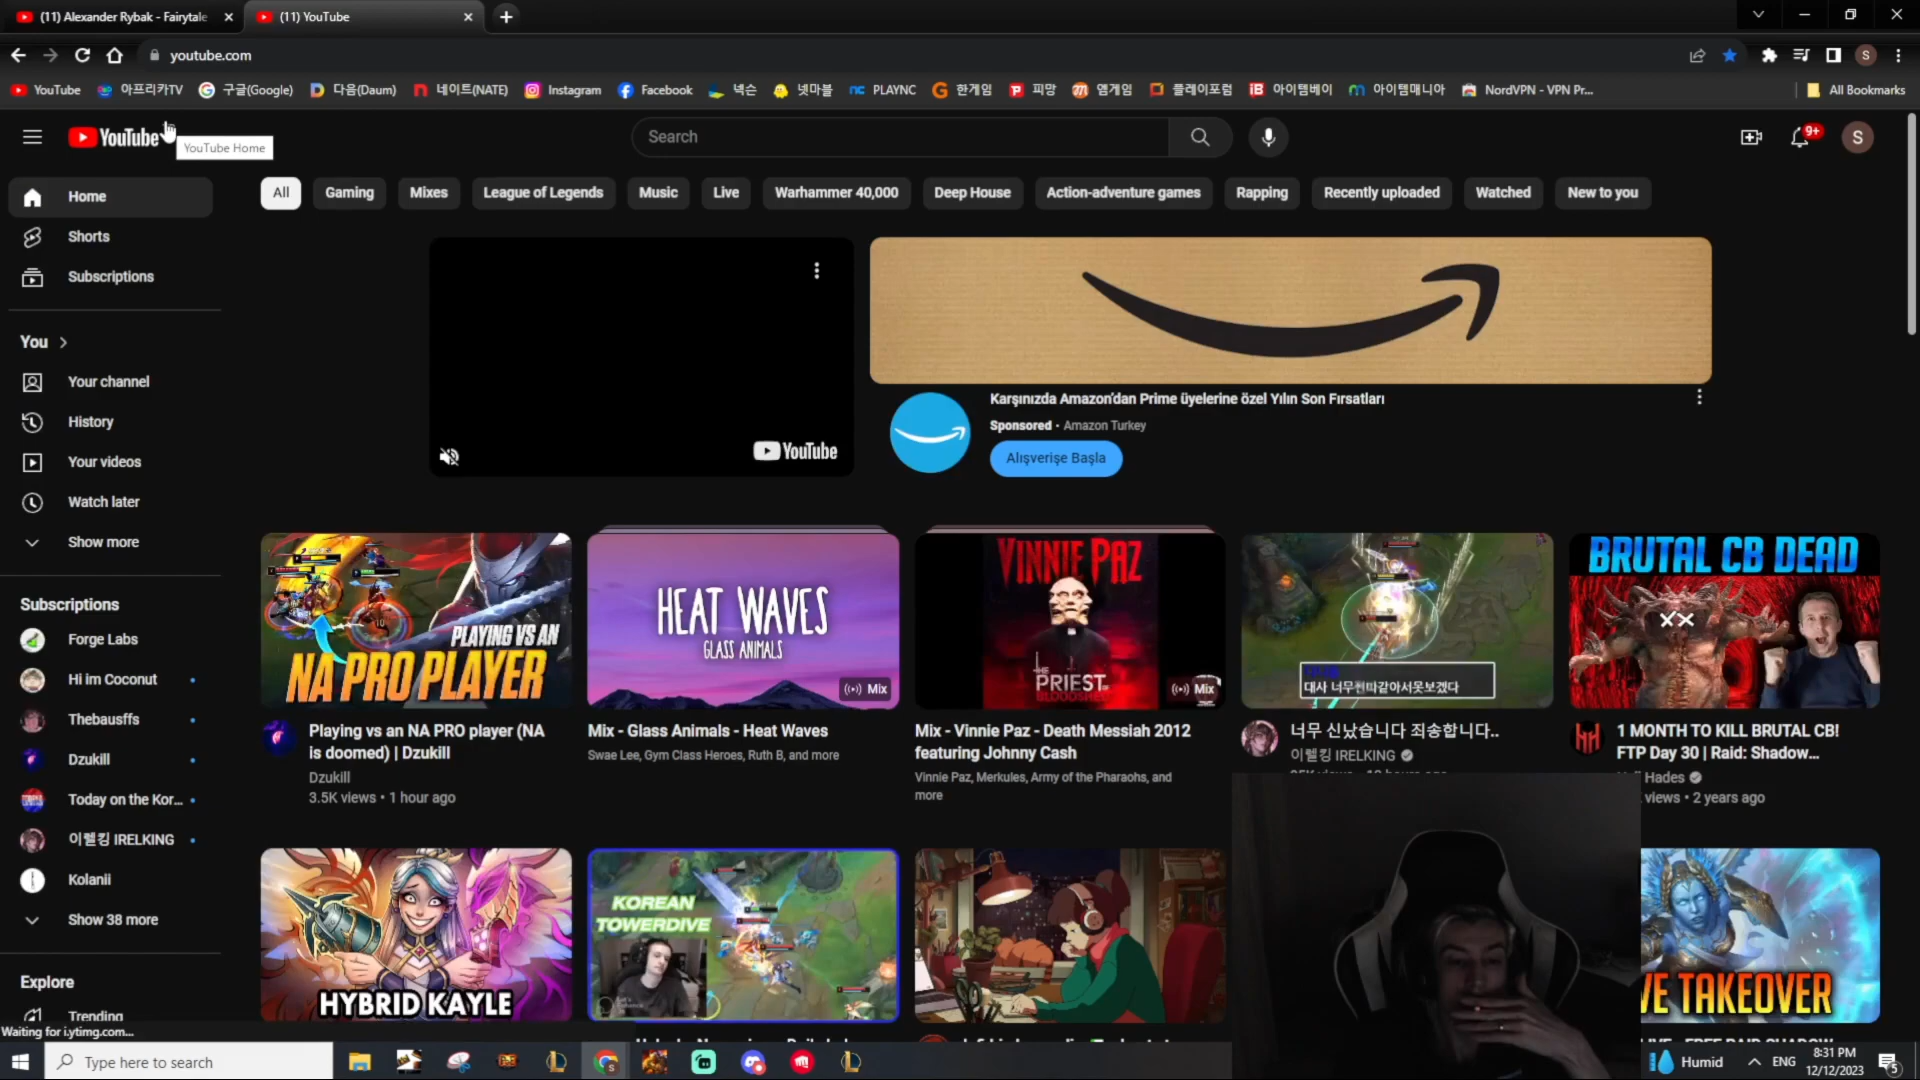 (11) Alexander Rybak - Fairytale
(11) YouTube
youtube.com
YouTube
아프리카TV
구글(Google)
다음(Daum)
네이트(NATE)
Instagram
Facebook
넥슨
넷마블
PLAYNC
한게임
피망
엠게임
플레이포럼
아이템베이
아이템매니아
NordVPN - VPN Pr...
All Bookmarks
YouTube
YouTube Home
Search
9+
S
All
Gaming
Mixes
League of Legends
Music
Live
Warhammer 40,000
Deep House
Action-adventure games
Rapping
Recently uploaded
Watched
New to you
Home
Shorts
Subscriptions
You
Your channel
History
Your videos
Watch later
Show more
Subscriptions
Forge Labs
Hi im Coconut
Thebausffs
Dzukill
Today on the Kor...
이렐킹 IRELKING
Kolanii
Show 38 more
Explore
Trending
Waiting for i.ytimg.com...
YouTube
Karşınızda Amazon'dan Prime üyelerine özel Yılın Son Fırsatları
Sponsored · Amazon Turkey
Alışverişe Başla
PLAYING VS AN
NA PRO PLAYER
Playing vs an NA PRO player (NA
is doomed) | Dzukill
Dzukill
3.5K views • 1 hour ago
HEAT WAVES
GLASS ANIMALS
Mix
Mix - Glass Animals - Heat Waves
Swae Lee, Gym Class Heroes, Ruth B, and more
VINNIE PAZ
THE
PRIEST OF
BLOODSHED
Mix
Mix - Vinnie Paz - Death Messiah 2012
featuring Johnny Cash
Vinnie Paz, Merkules, Army of the Pharaohs, and
more
너무 신났습니다 죄송합니다..
이렐킹 IRELKING
BRUTAL CB DEAD
XX
1 MONTH TO KILL BRUTAL CB!
FTP Day 30 | Raid: Shadow...
Hades
views • 2 years ago
HYBRID KAYLE
KOREAN
TOWERDIVE
VE TAKEOVER
Type here to search
Humid
ENG
8:31 PM
12/12/2023
5